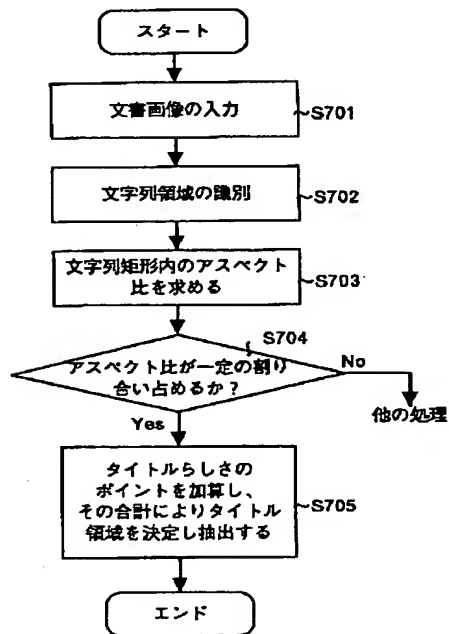 スタート
文書画像の入力
S701
文字列領域の識別
S702
文字列矩形内のアスペクト
比を求める
S703
S704
アスペクト比が一定の割り
合い占めるか?
No
他の処理
Yes
タイトルらしさの
ポイントを加算し、
その合計によりタイトル
領域を決定し抽出する
S705
エンド